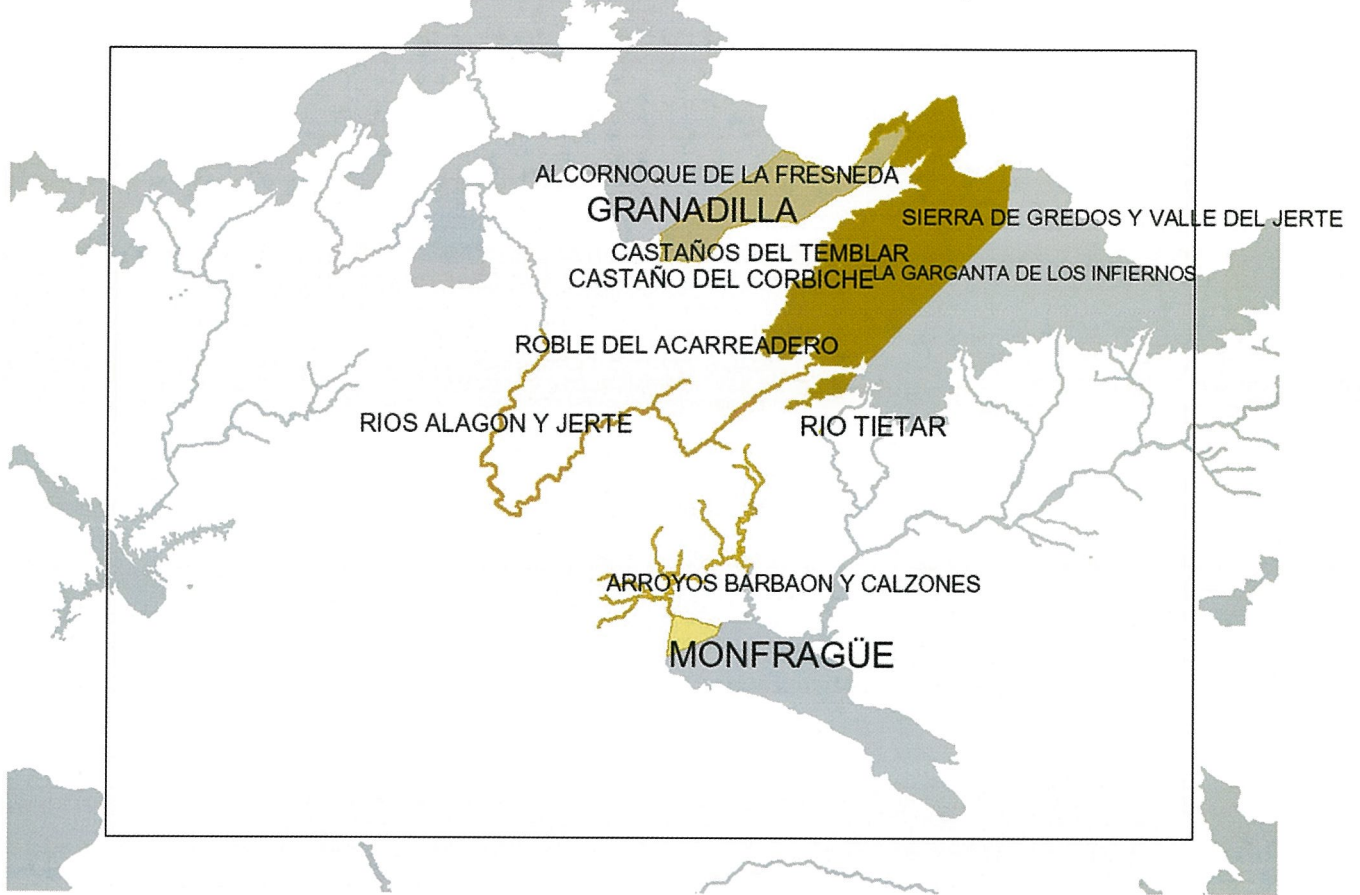 ALCORNOQUE DE LA FRESNEDA
GRANADILLA
SIERRA DE GREDOS Y VALLE DEL JERTE
CASTAÑOS DEL TEMBLAR
CASTAÑO DEL CORBICHE
LA GARGANTA DE LOS INFIERNOS
ROBLE DEL ACARREADERO
RIOS ALAGON Y JERTE
RIO TIETAR
ARROYOS BARBAON Y CALZONES
MONFRAGÜE